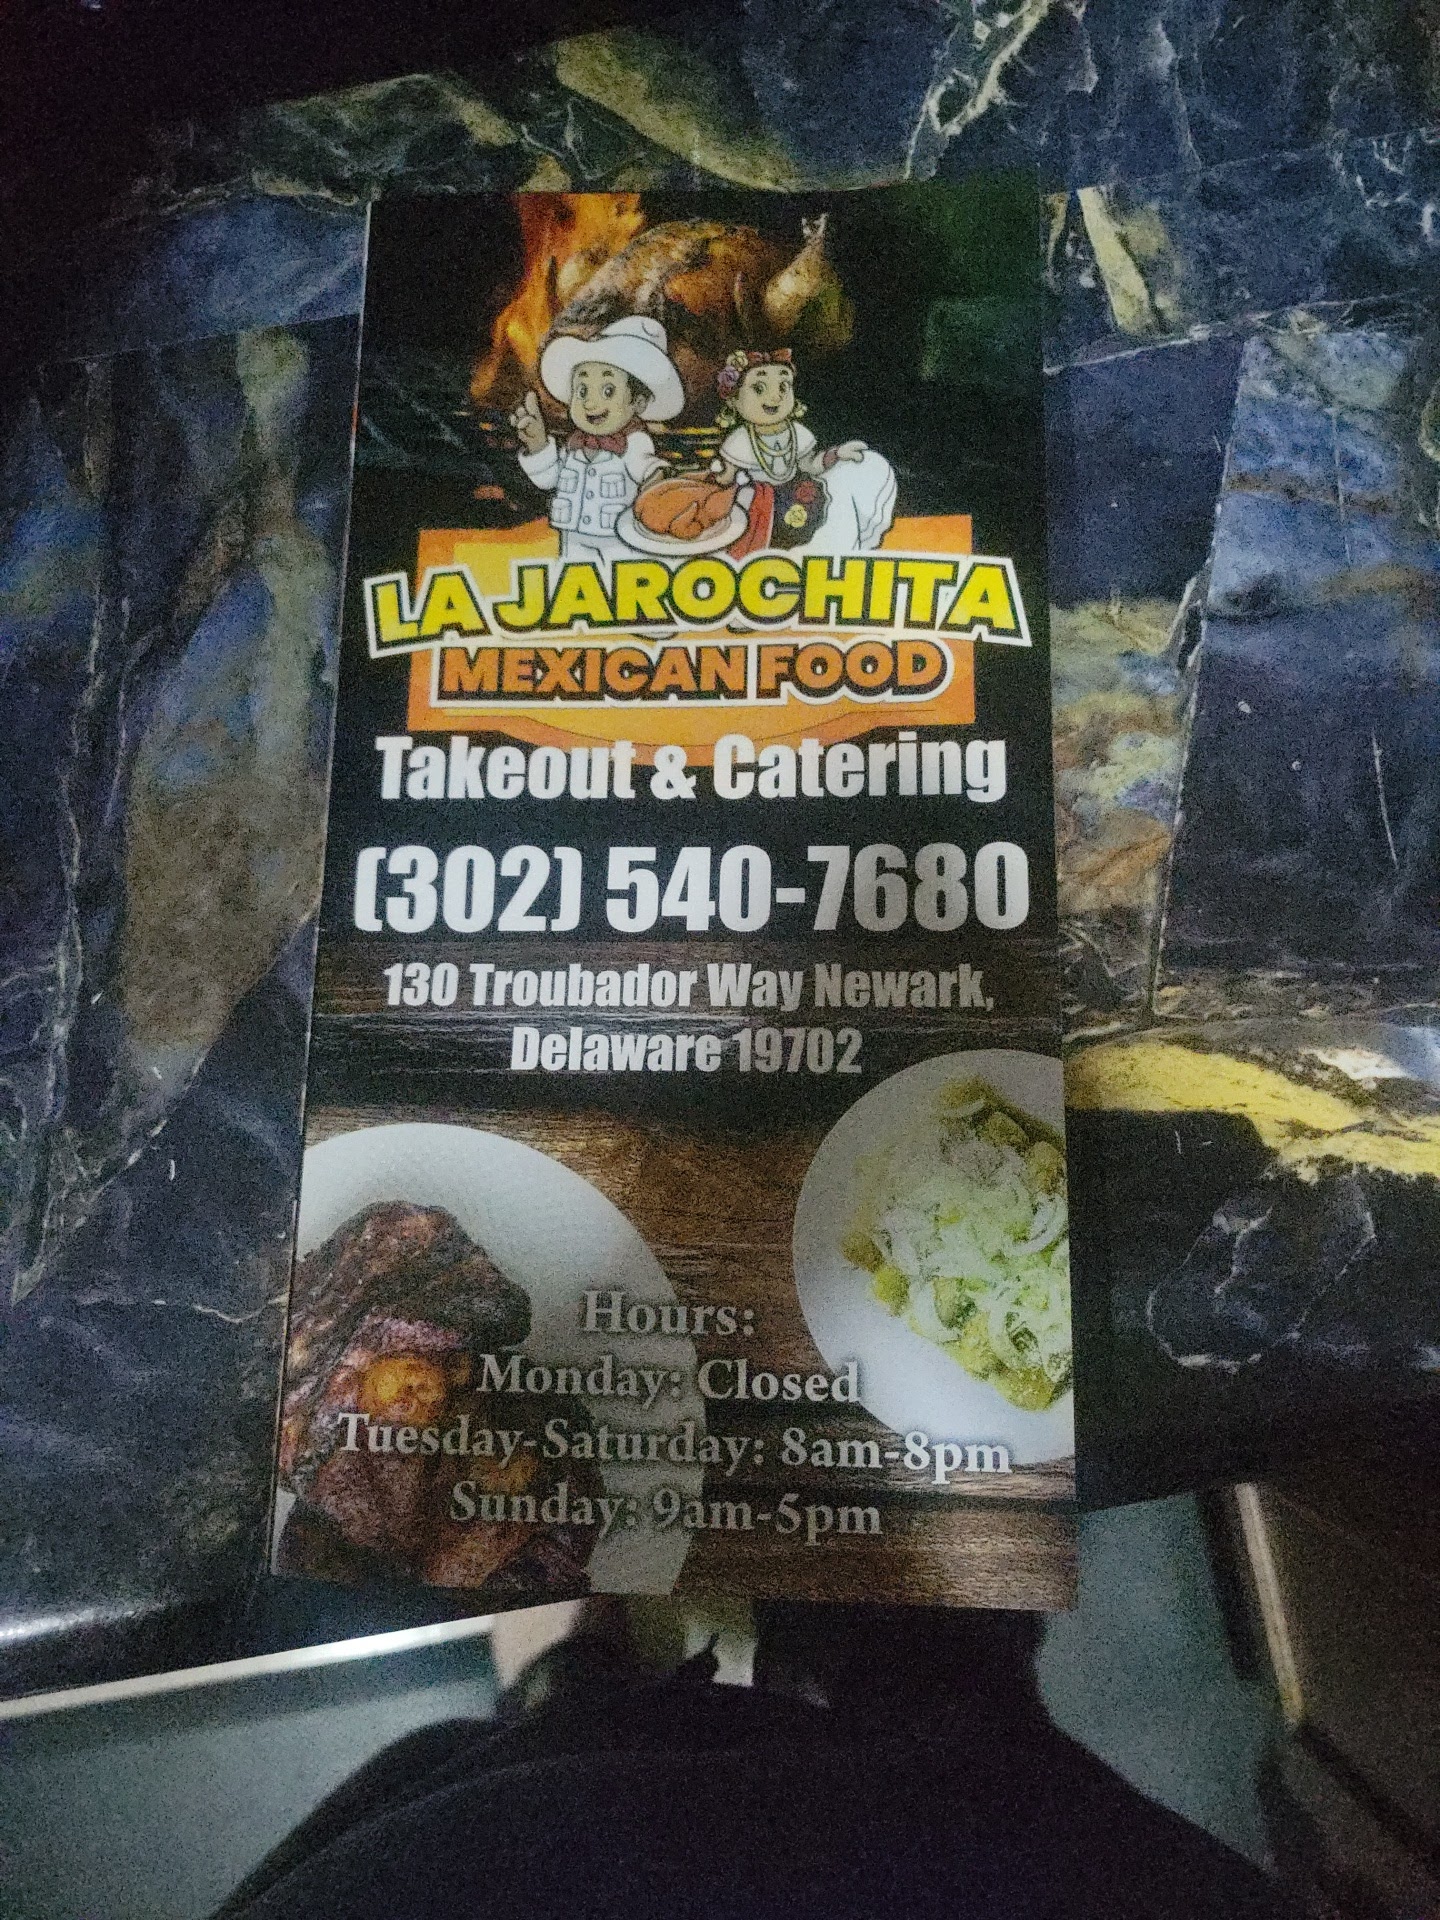 LA JAROCHITA
MEXICAN FOOD
Takeout & Catering
(302) 540-7680
130 Troubador Way Newark,
Delaware 19702
Hours:
Monday: Closed
Tuesday-Saturday: 8am-8pm
Sunday: 9am-5pm